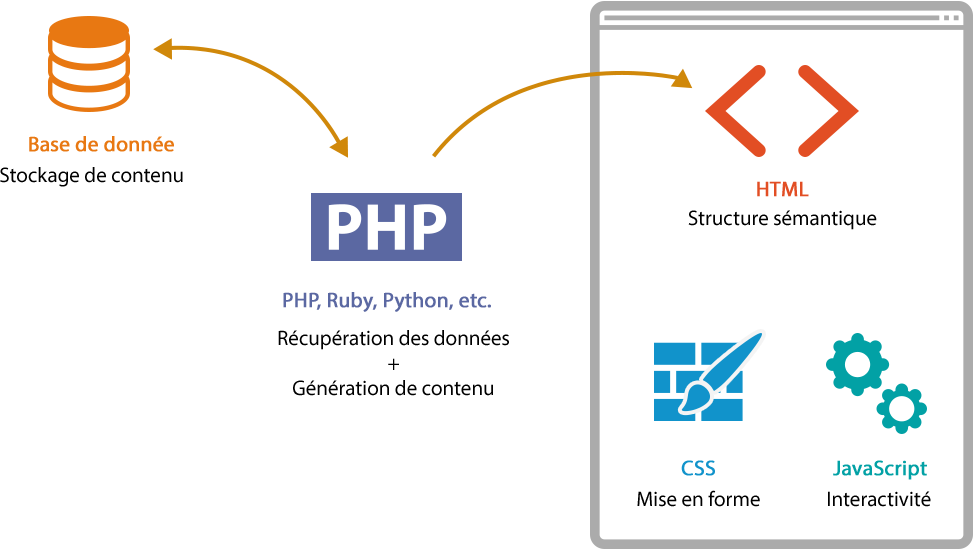 Base de donnée
Stockage de contenu
PHP
PHP, Ruby, Python, etc.
Récupération des données
+
Génération de contenu
HTML
Structure sémantique
CSS
Mise en forme
JavaScript
Interactivité